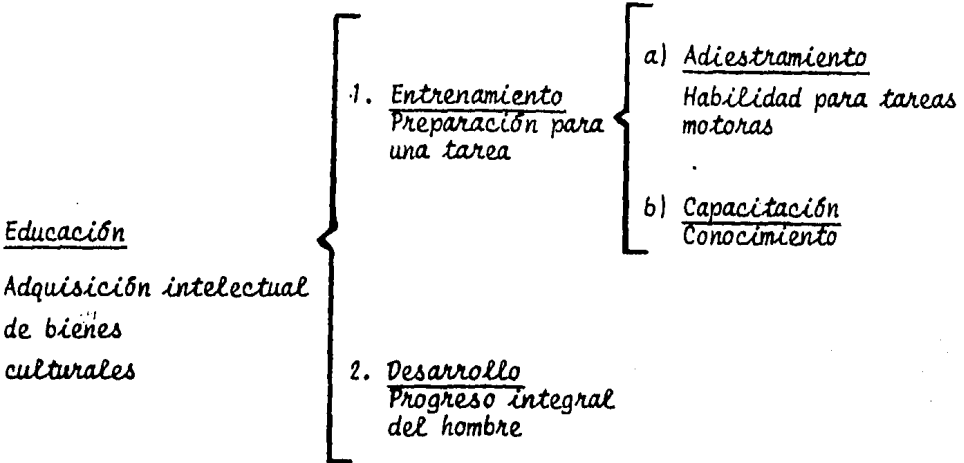 Educación
Adquisición intelectual
de bienes
culturales
1. Entrenamiento
Preparación para
una tarea
a) Adiestramiento
Habilidad para tareas
motoras
b) Capacitación
Conocimiento
2. Desarrollo
Progreso integral
del hombre